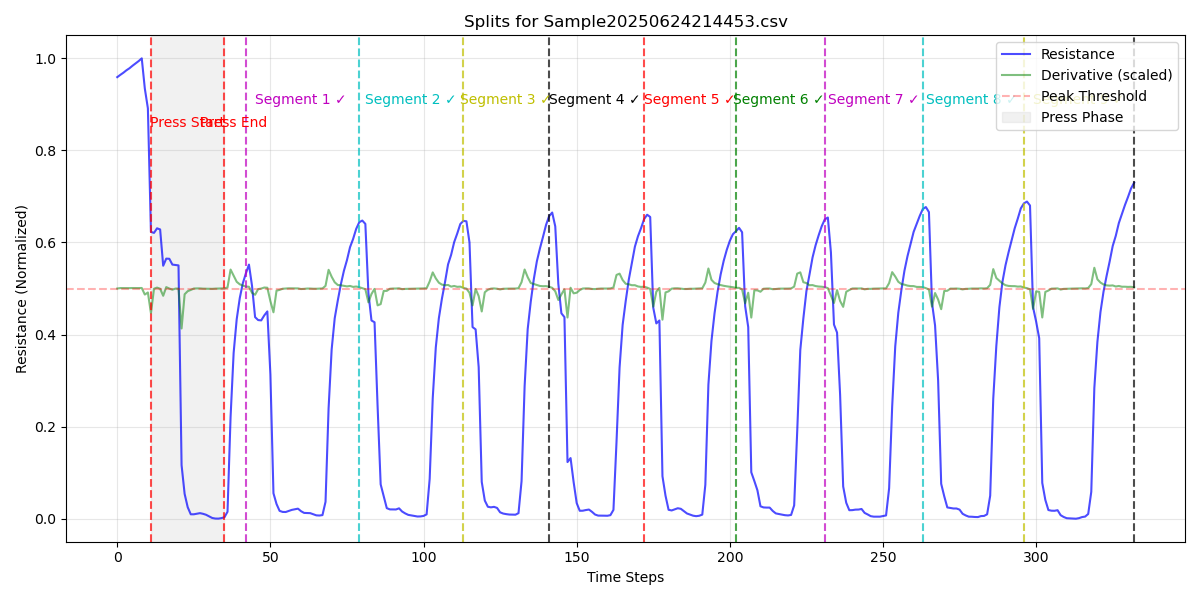 Splits for Sample20250624214453.csv
Resistance
Derivative (scaled)
Peak Threshold
Press Phase
Segment 1 ✓
Segment 2 ✓
Segment 3 ✓
Segment 4 ✓
Segment 5 ✓
Segment 6 ✓
Segment 7 ✓
Segment 8 ✓
Press Start
Press End
Resistance (Normalized)
1.0
0.8
0.6
0.4
0.2
0.0
0
50
100
150
200
250
300
Time Steps